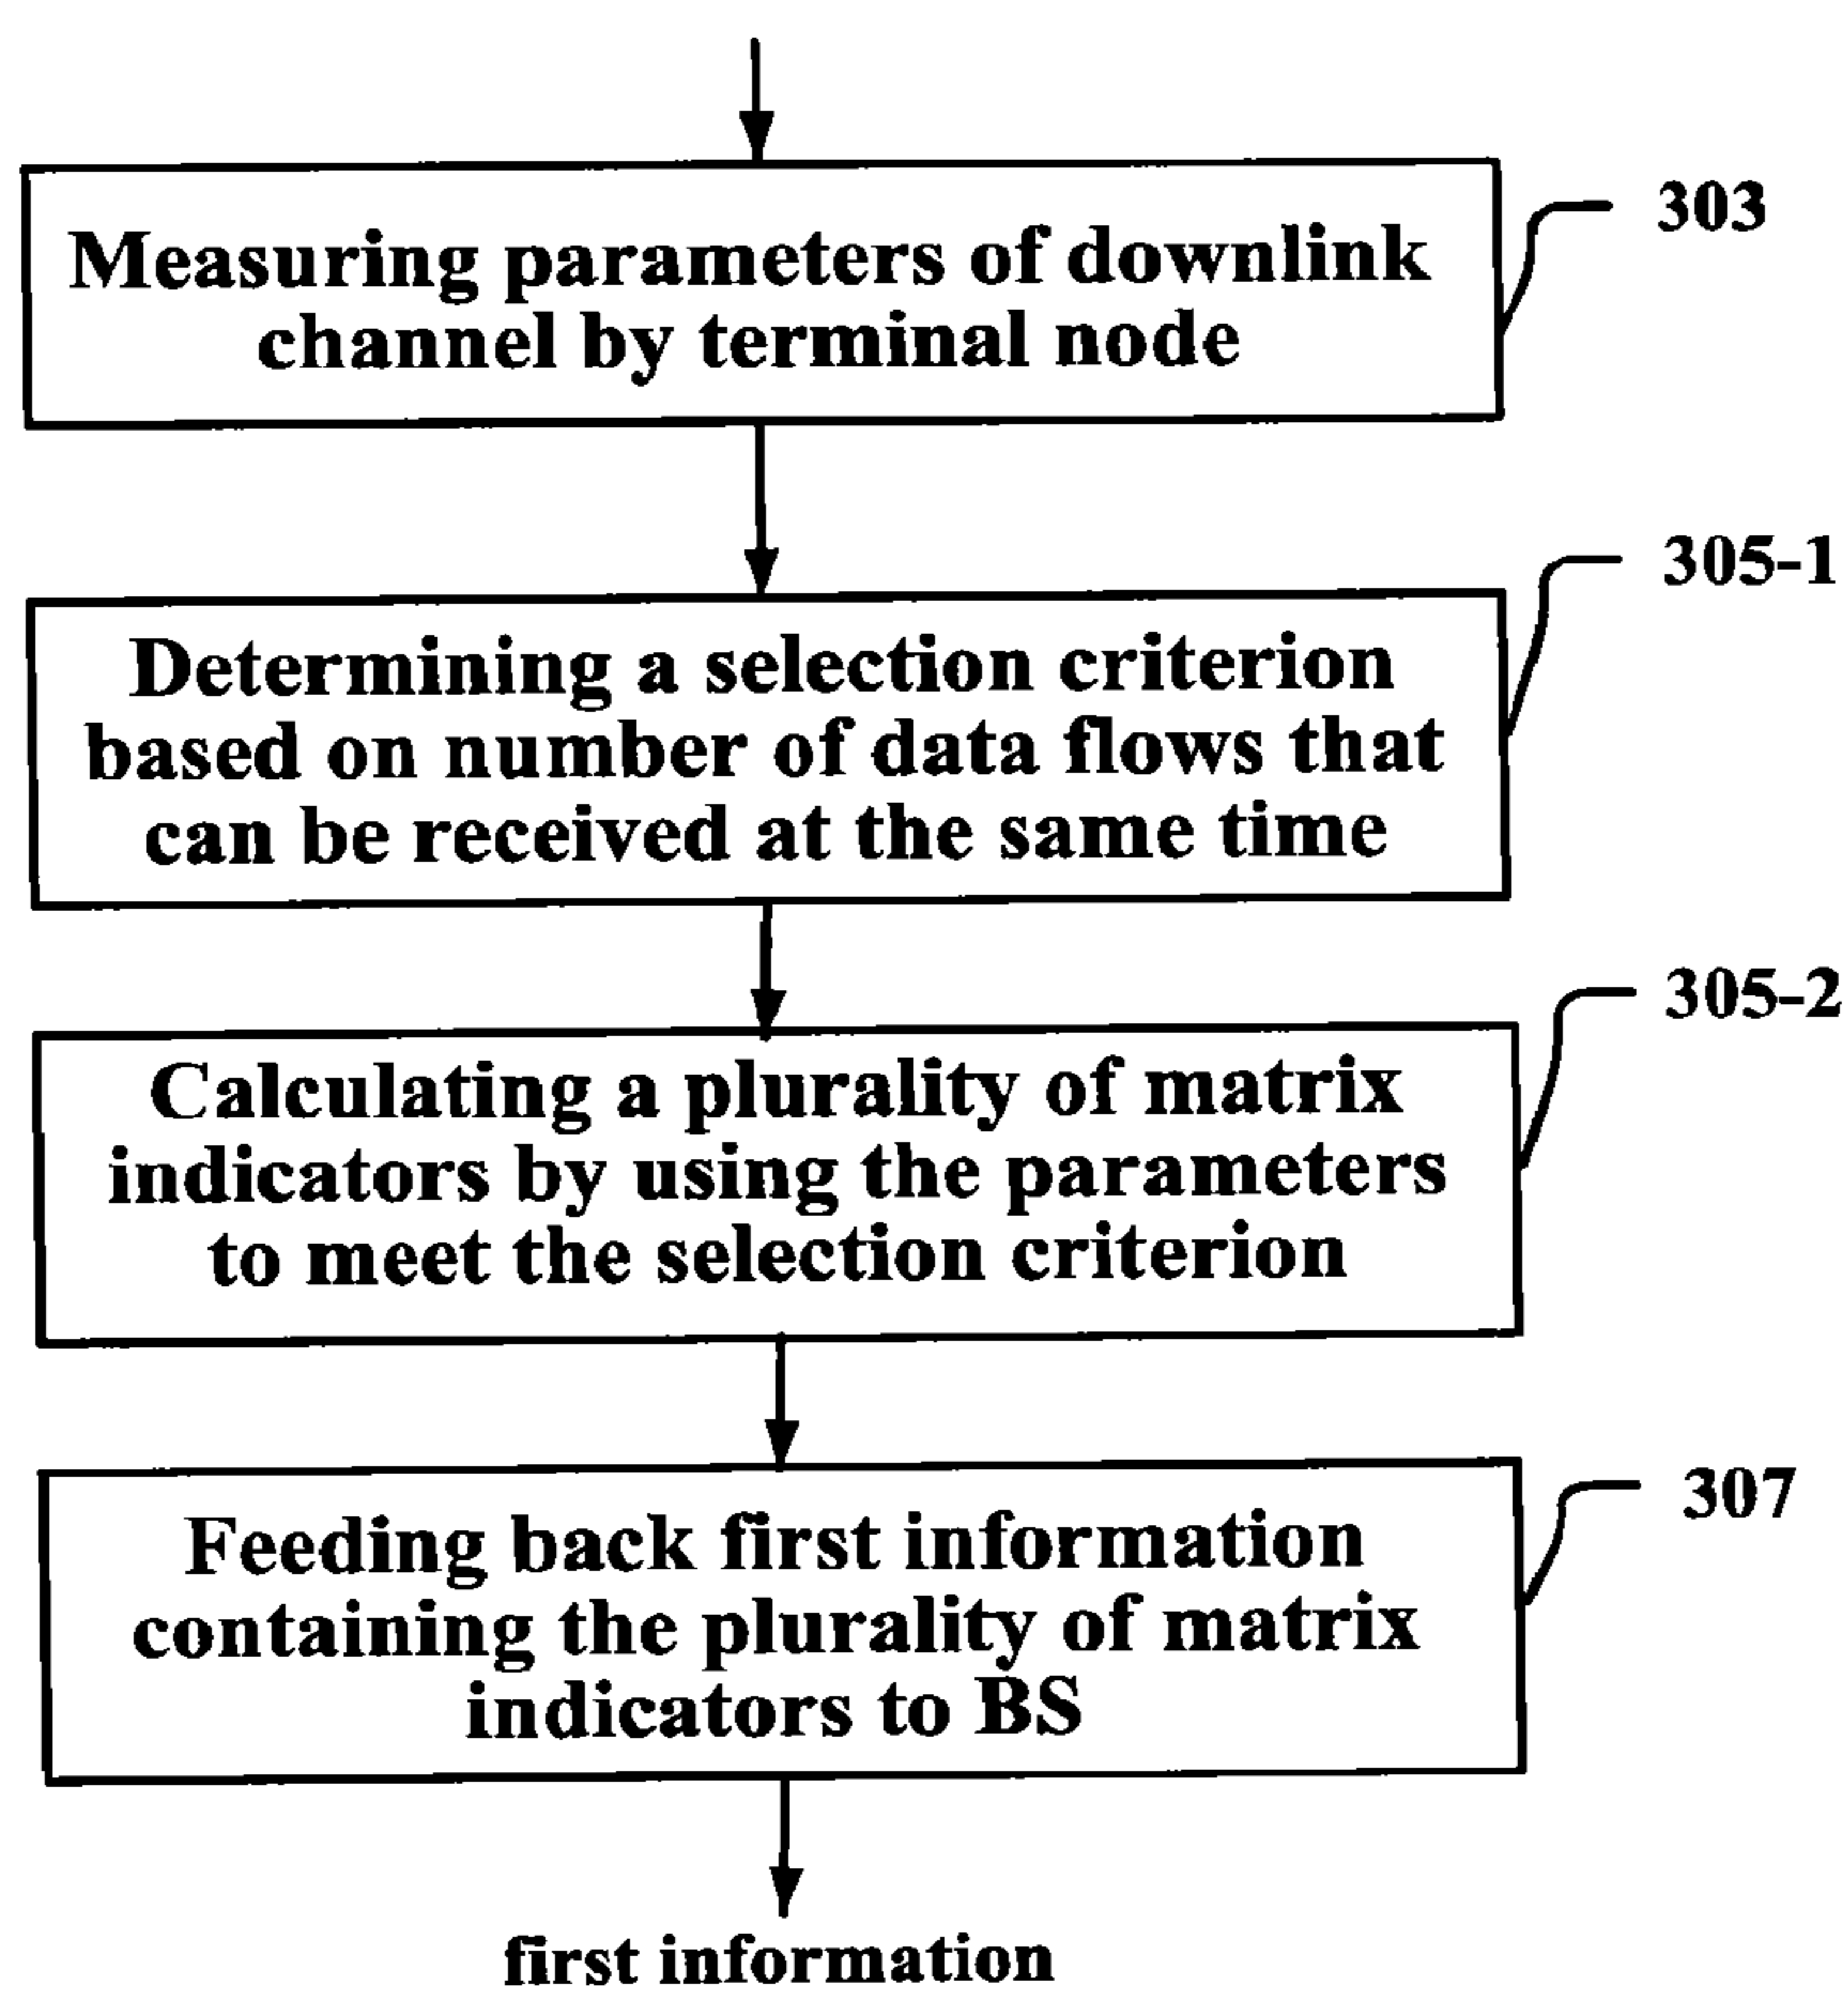 303
Measuring parameters of downlink
channel by terminal node
305-1
Determining a selection criterion
based on number of data flows that
can be received at the same time
305-2
Calculating a plurality of matrix
indicators by using the parameters
to meet the selection criterion
307
Feeding back first information
containing the plurality of matrix
indicators to BS
first information